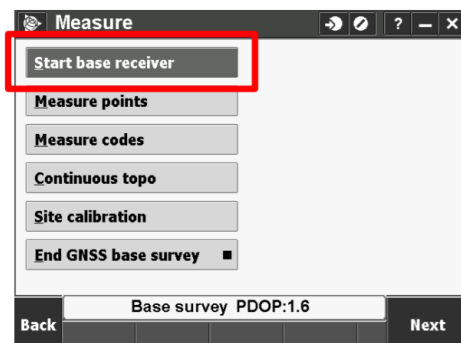 Measure ? – ×
Start base receiver
Measure points
Measure codes
Continuous topo
Site calibration
End GNSS base survey
Base survey PDOP:1.6
Back Next